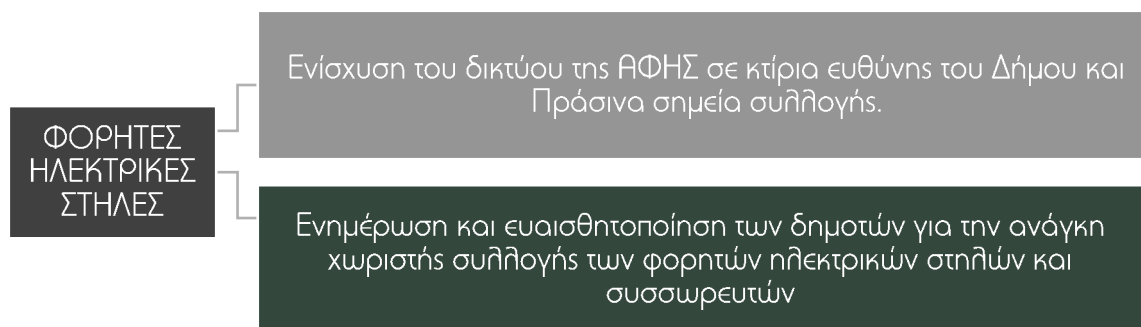 ΦΟΡΗΤΕΣ
ΗΛΕΚΤΡΙΚΕΣ
ΣΤΗΛΕΣ
Ενίσχυση του δικτύου της ΑΦΗΣ σε κτίρια ευθύνης του Δήμου και
Πράσινα σημεία συλλογής.
Ενημέρωση και ευαισθητοποίηση των δημοτών για την ανάγκη
χωριστής συλλογής των φορητών ηλεκτρικών στηλών και
συσσωρευτών